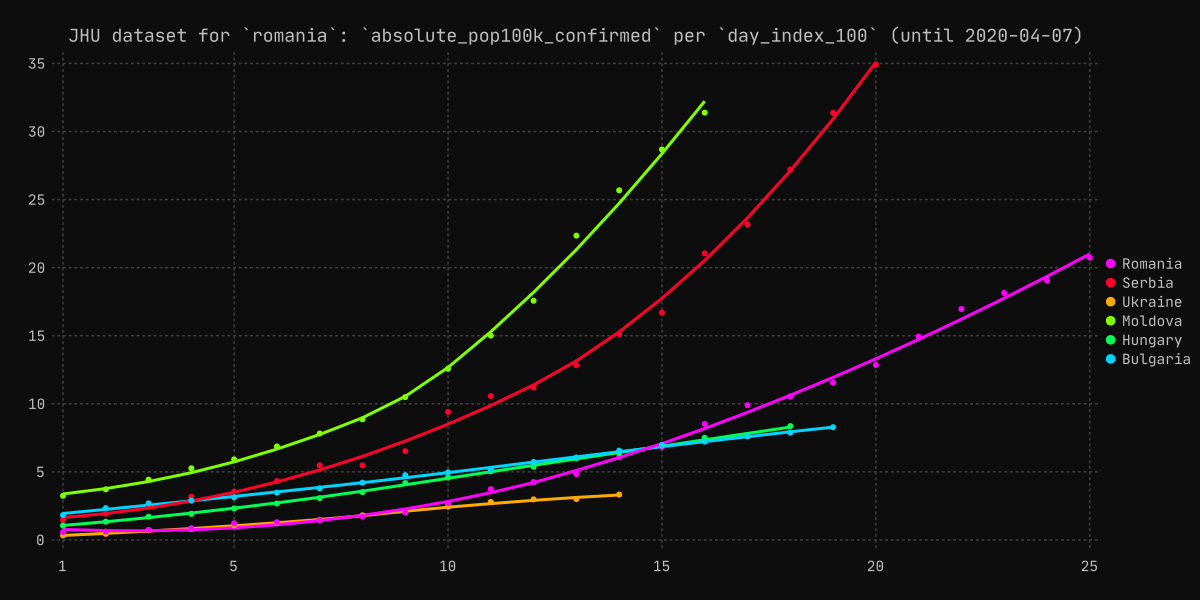 JHU dataset for `romania`: `absolute_pop100k_confirmed` per `day_index_100` (until 2020-04-07)
35
30
25
20
15
10
5
0
1 5 10 15 20 25
Romania
Serbia
Ukraine
Moldova
Hungary
Bulgaria